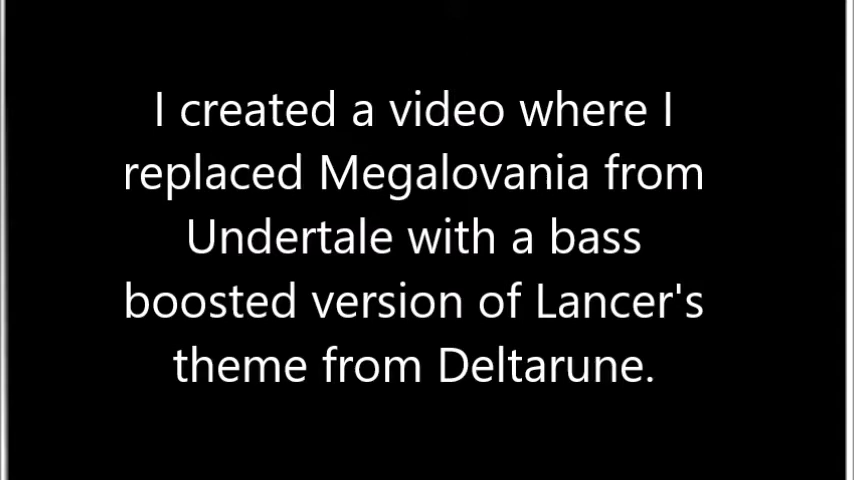 I created a video where I
replaced Megalovania from
Undertale with a bass
boosted version of Lancer's
theme from Deltarune.